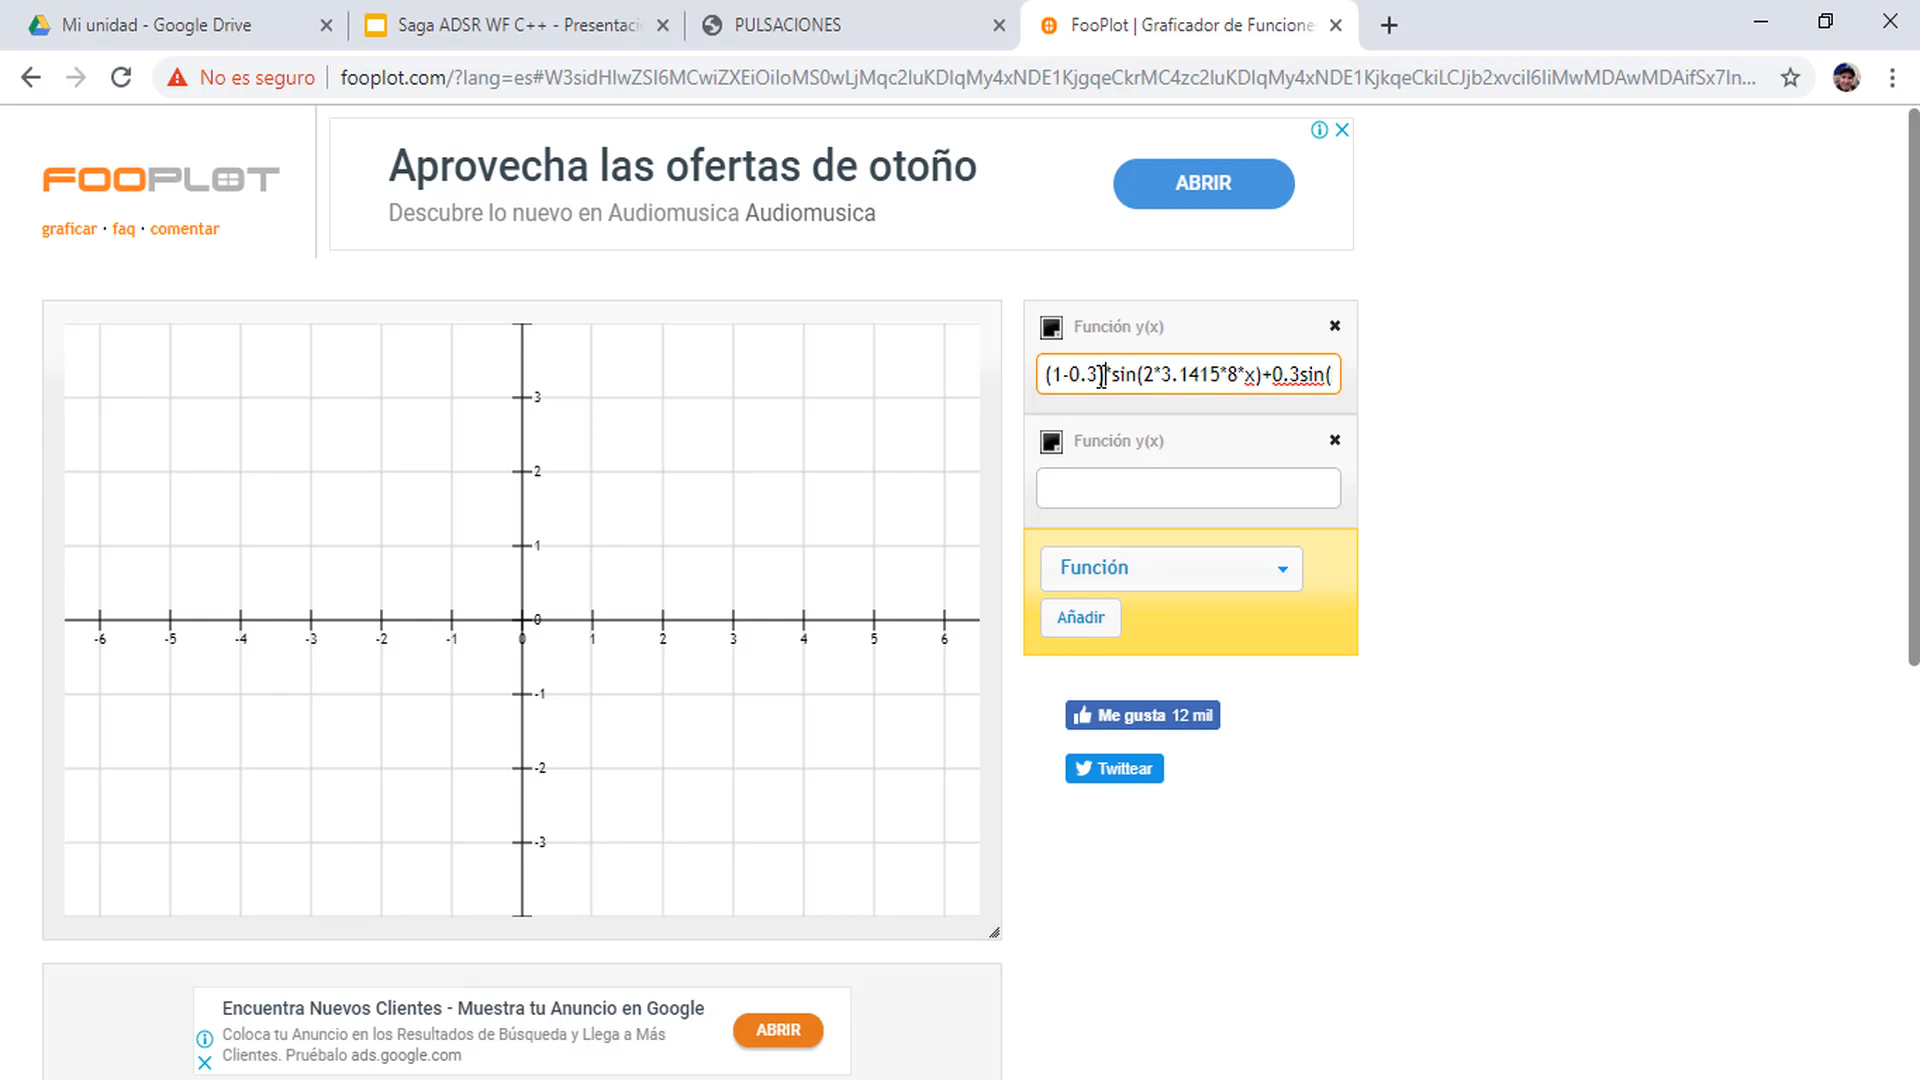 Mi unidad - Google Drive
Saga ADSR WF C++ - Presentaci
PULSACIONES
FooPlot | Graficador de Funcione
No es seguro
fooplot.com/?lang=es#W3sidHlwZSI6MCwiZXEiOiIoMS0wLjMqc2luKDIqMy4xNDE1KjgqeCkrMC4zc2luKDIqMy4xNDE1KjkqeCkiLCJjb2xvciI6IiMwMDAwMDAifSx7In...
FOOPLOT
graficar · faq · comentar
Aprovecha las ofertas de otoño
Descubre lo nuevo en Audiomusica Audiomusica
ABRIR
Función y(x)
(1-0.3)*sin(2*3.1415*8*x)+0.3sin(
Función y(x)
Función
Añadir
Me gusta 12 mil
Twittear
3
2
1
0
-6 -5 -4 -3 -2 -1 0 1 2 3 4 5 6
-1
-2
-3
Encuentra Nuevos Clientes - Muestra tu Anuncio en Google
Coloca tu Anuncio en los Resultados de Búsqueda y Llega a Más
Clientes. Pruébalo ads.google.com
ABRIR